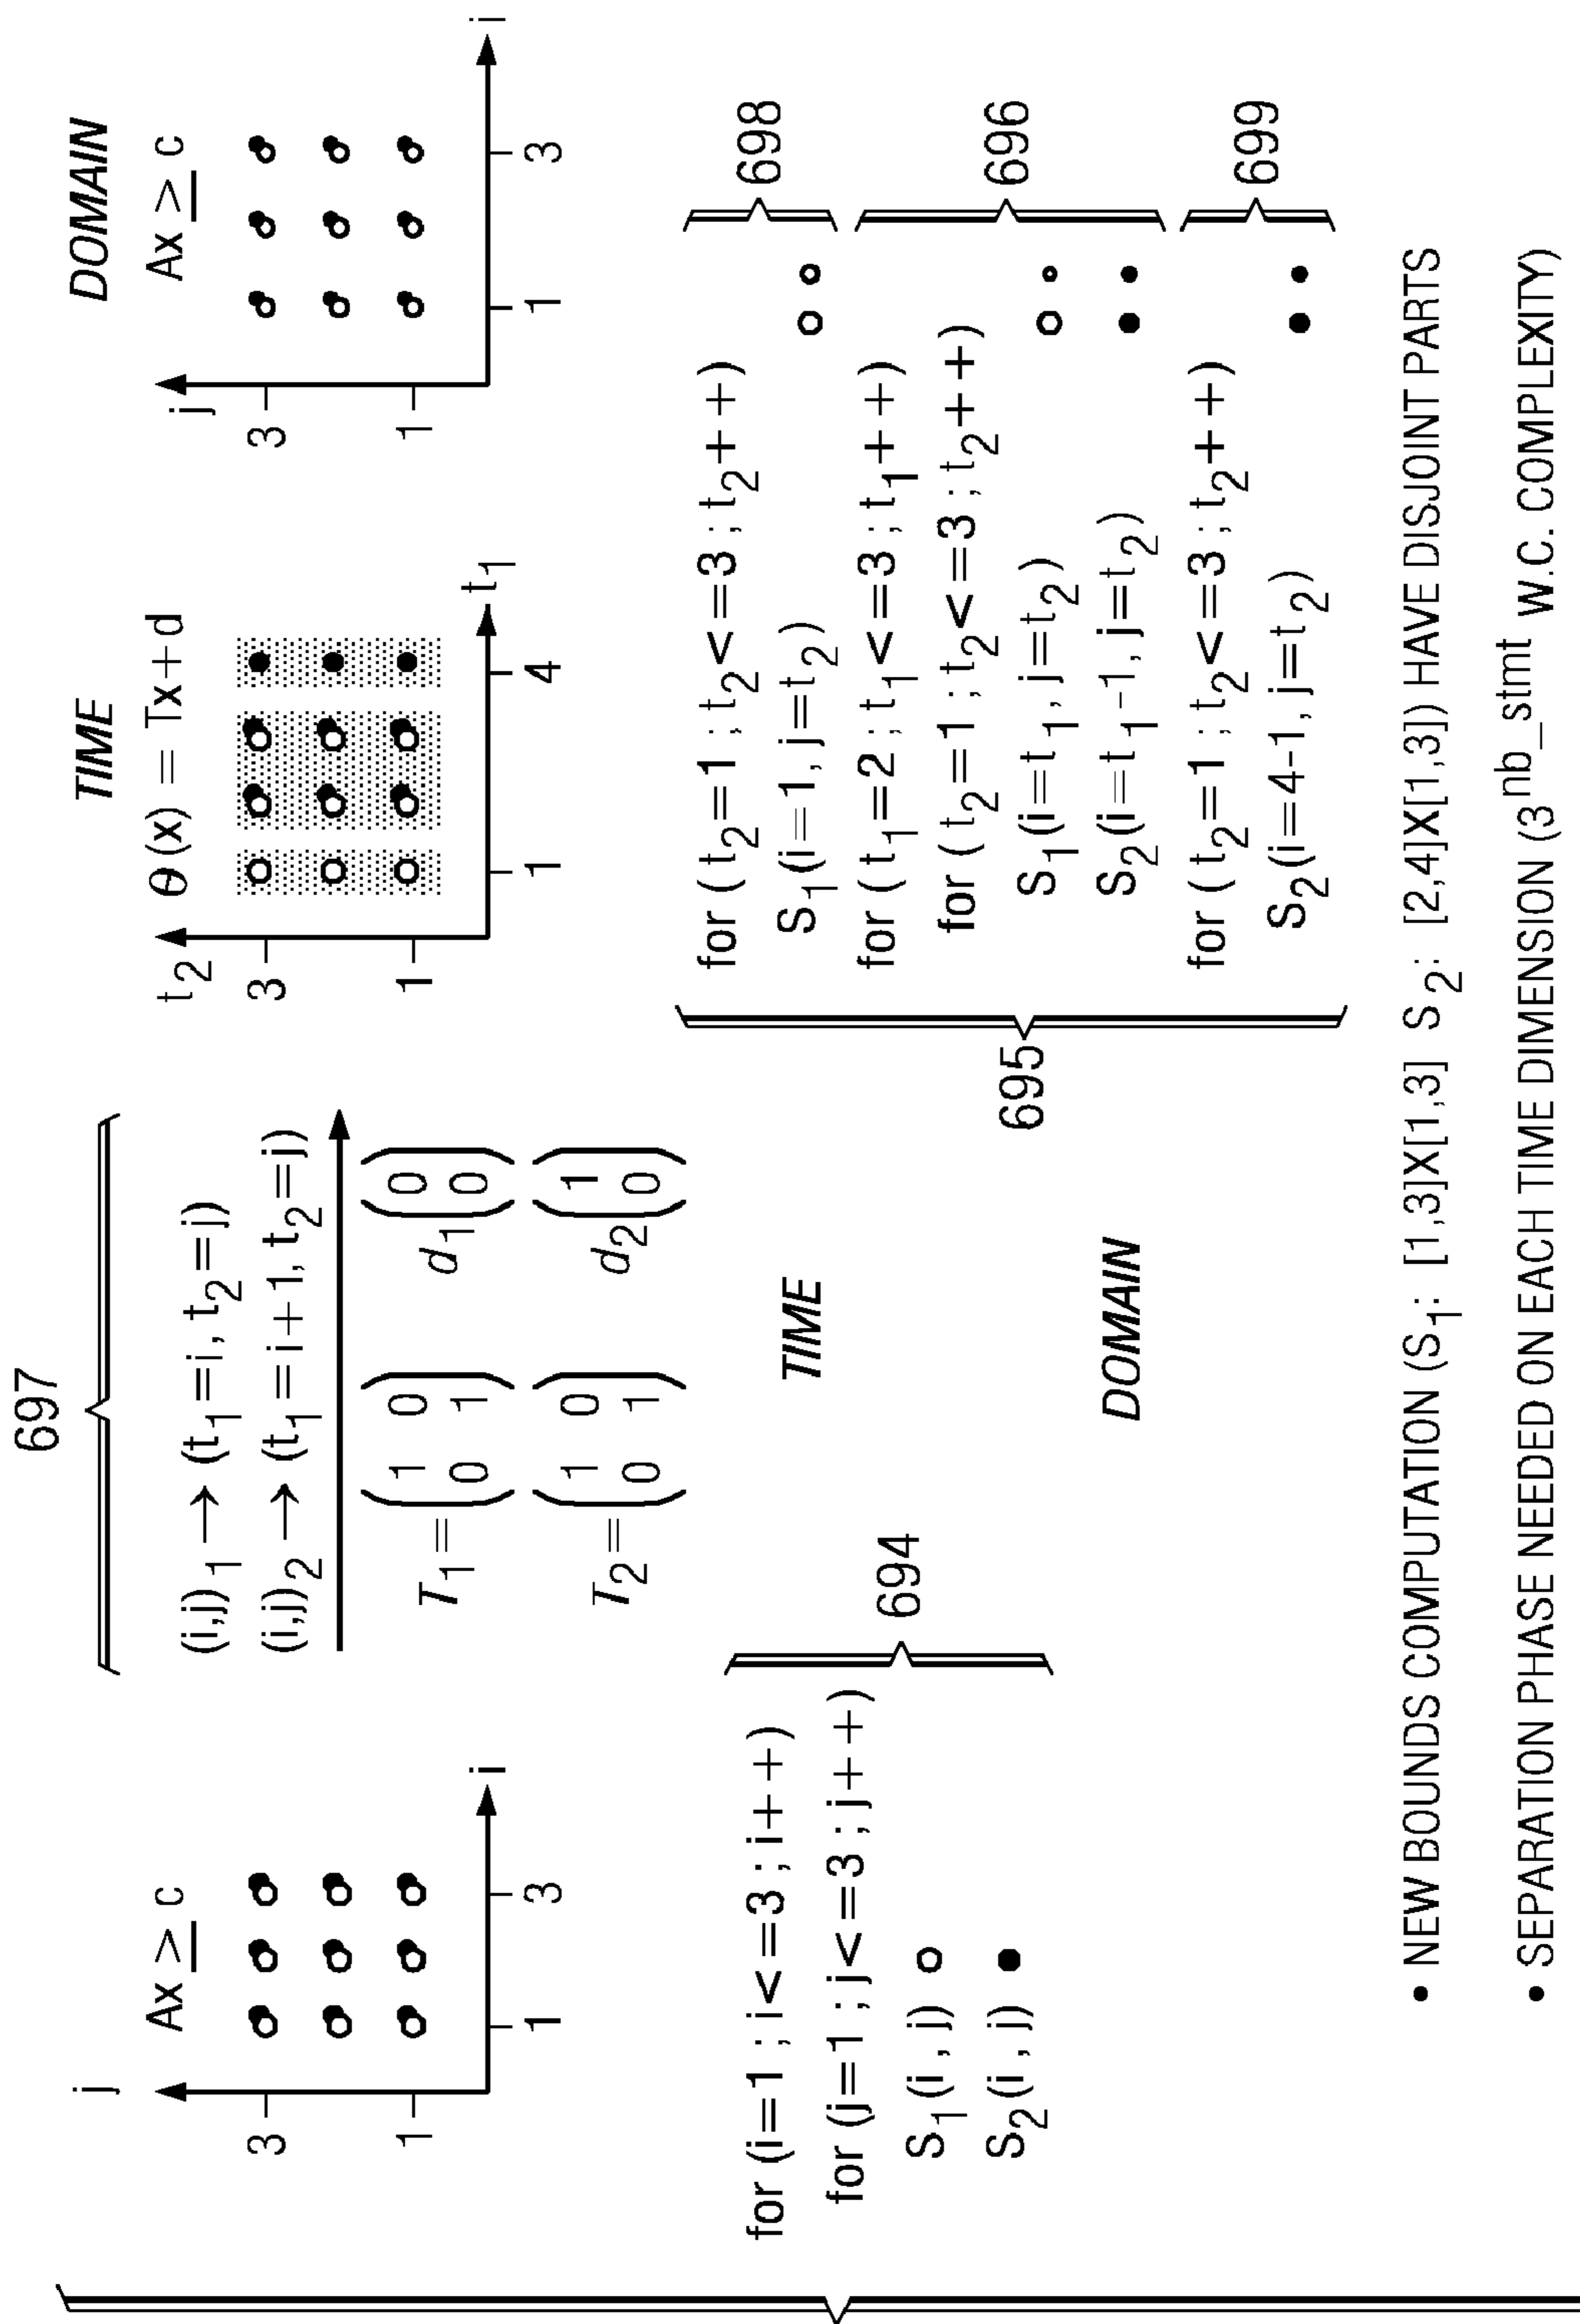 697
j
Ax ≥ c
3
1
1
3
i
(i,j)₁ → (t₁=i, t₂=j)
(i,j)₂ → (t₁=i+1, t₂=j)
T₁= ( 1 0
0 1 )
d₁ ( 0
0 )
T₂= ( 1 0
0 1 )
d₂ ( 1
0 )
TIME
θ(x) = Tx+d
t₂
3
1
1
4
t₁
DOMAIN
Ax ≥ c
j
3
1
1
3
i
for (i=1 ; i<=3 ; i++)
for (j=1 ; j<=3 ; j++)
S₁(i , j) ○
S₂(i , j) ●
694
TIME
DOMAIN
695
for ( t₂=1 ; t₂<=3 ; t₂++)
S₁(i=1, j=t₂) ○ ○
698
for ( t₁=2 ; t₁<=3 ; t₁++)
for ( t₂=1 ; t₂<=3 ; t₂++)
S₁(i=t₁, j=t₂) ○ ○
S₂(i=t₁-1, j=t₂) ● ●
696
for ( t₂=1 ; t₂<=3 ; t₂++)
S₂(i=4-1, j=t₂) ● ●
699
• NEW BOUNDS COMPUTATION (S₁: [1,3]X[1,3] S₂: [2,4]X[1,3]) HAVE DISJOINT PARTS
• SEPARATION PHASE NEEDED ON EACH TIME DIMENSION (3^nb_stmt W.C. COMPLEXITY)